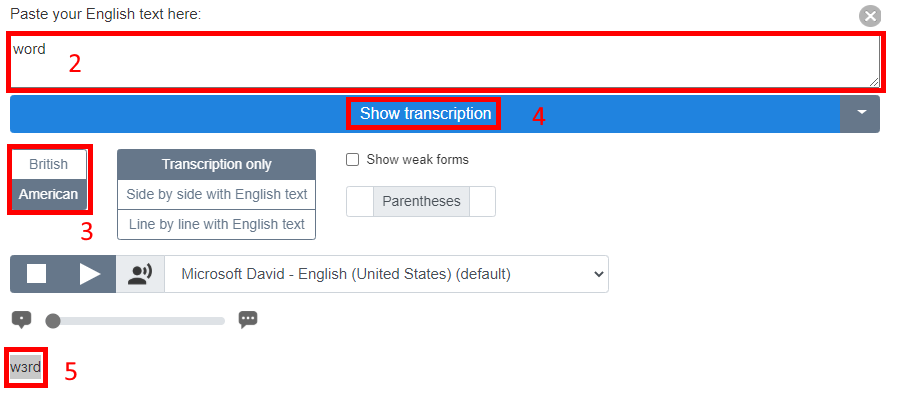 Paste your English text here:
word
2
Show transcription
4
British
American
3
Transcription only
Side by side with English text
Line by line with English text
Show weak forms
Parentheses
Microsoft David - English (United States) (default)
wɜrd
5